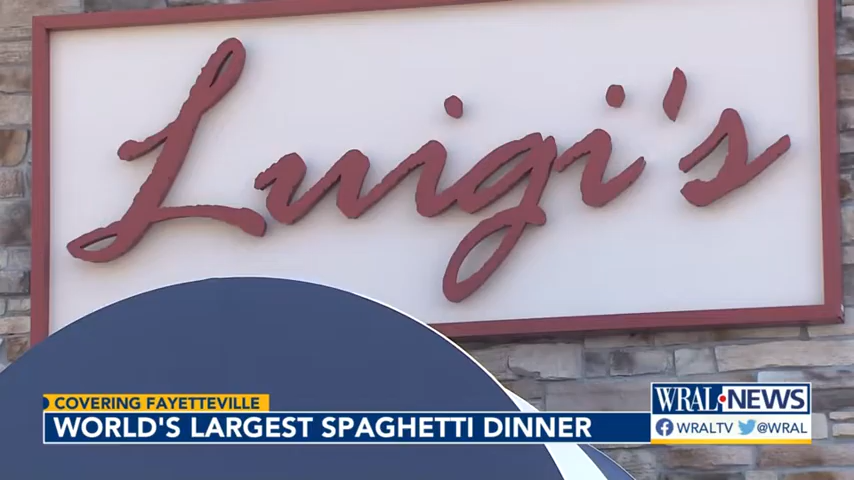 Luigi's
COVERING FAYETTEVILLE
WORLD'S LARGEST SPAGHETTI DINNER
WRAL NEWS
WRALTV @WRAL